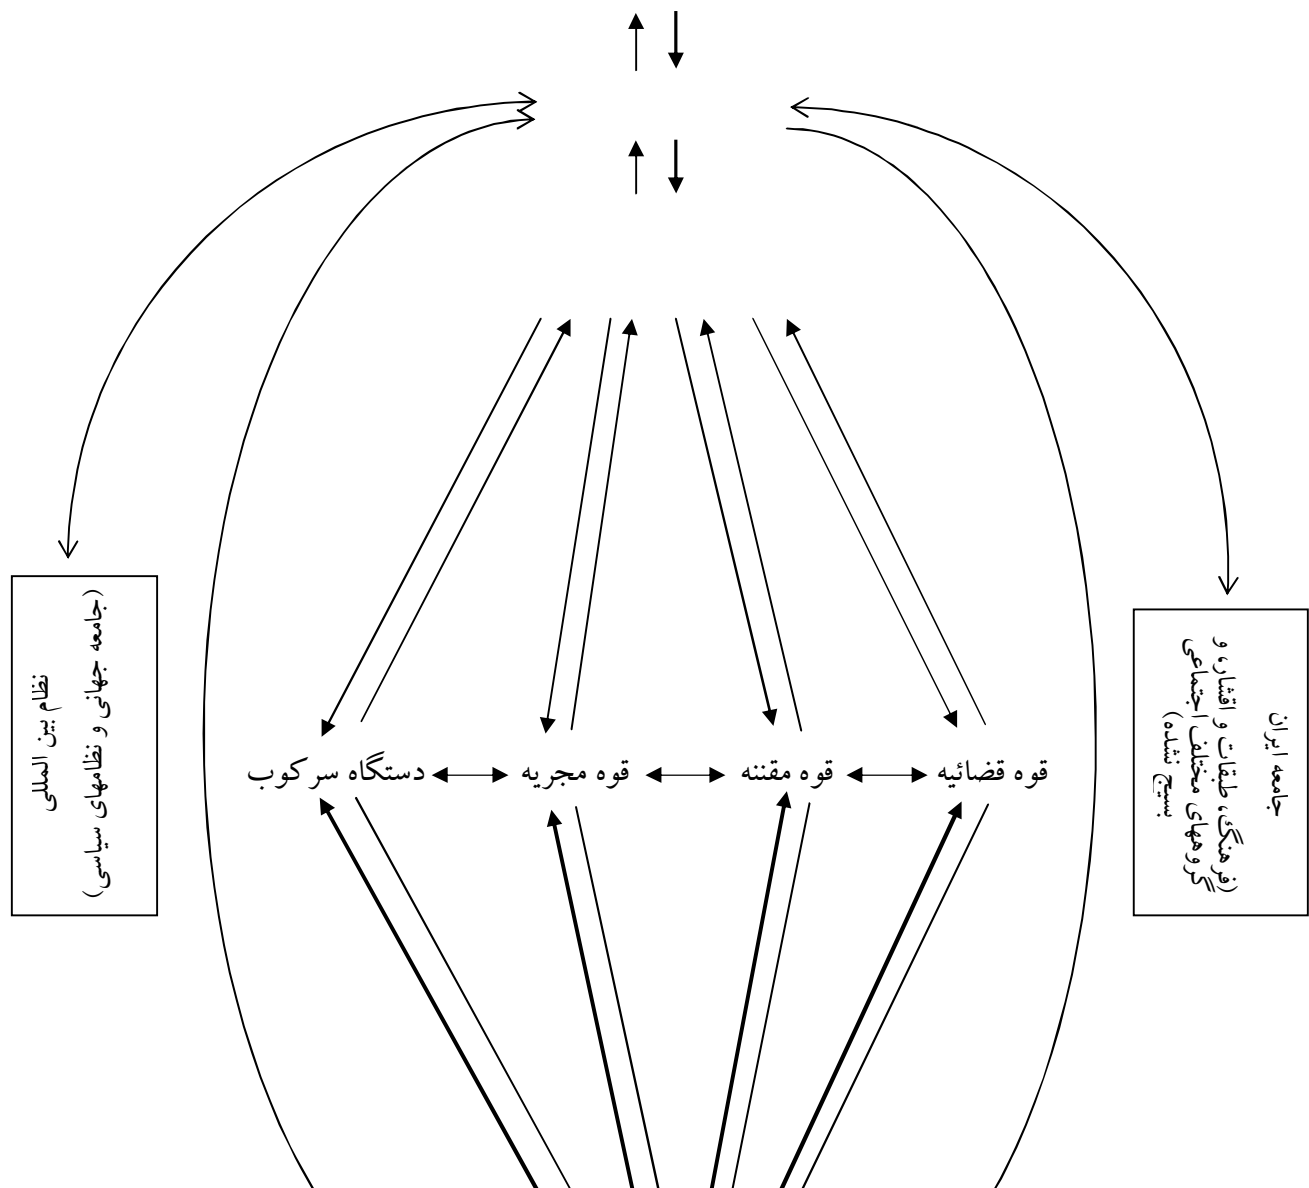 قوه قضائیه
قوه مقننه
قوه مجریه
دستگاه سرکوب
جامعه ایران
(فرهنگ، طبقات و اقشار، و
گروههای مختلف اجتماعی
بسیج نشده)
نظام بین المللی
(جامعه جهانی و نظامهای سیاسی)